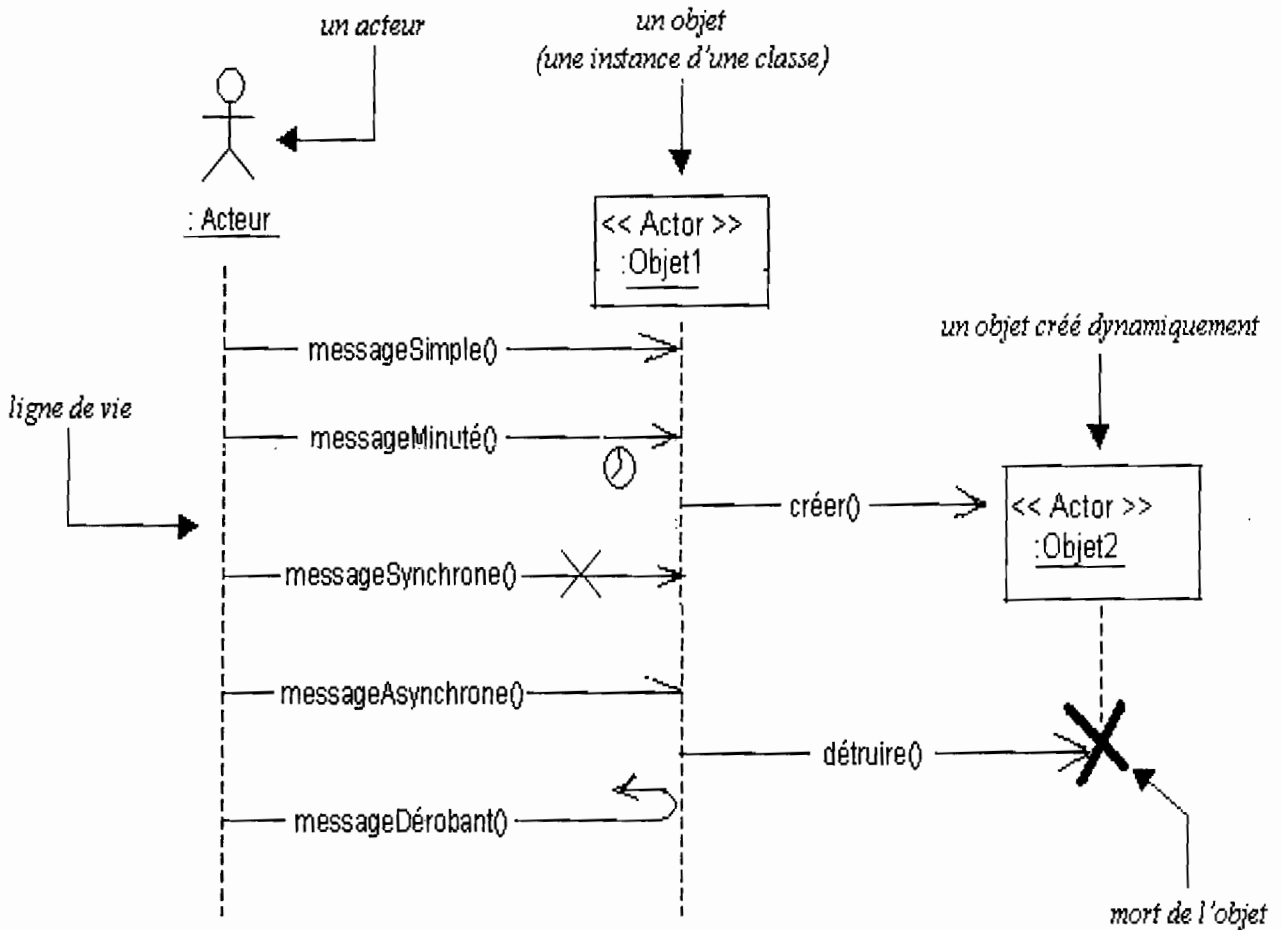 un acteur
un objet
(une instance d'une classe)
: Acteur
<< Actor >>
:Objet1
messageSimple()
un objet créé dynamiquement
ligne de vie
messageMinuté()
créer()
<< Actor >>
:Objet2
messageSynchrone()
messageAsynchrone()
détruire()
messageDérobant()
mort de l'objet